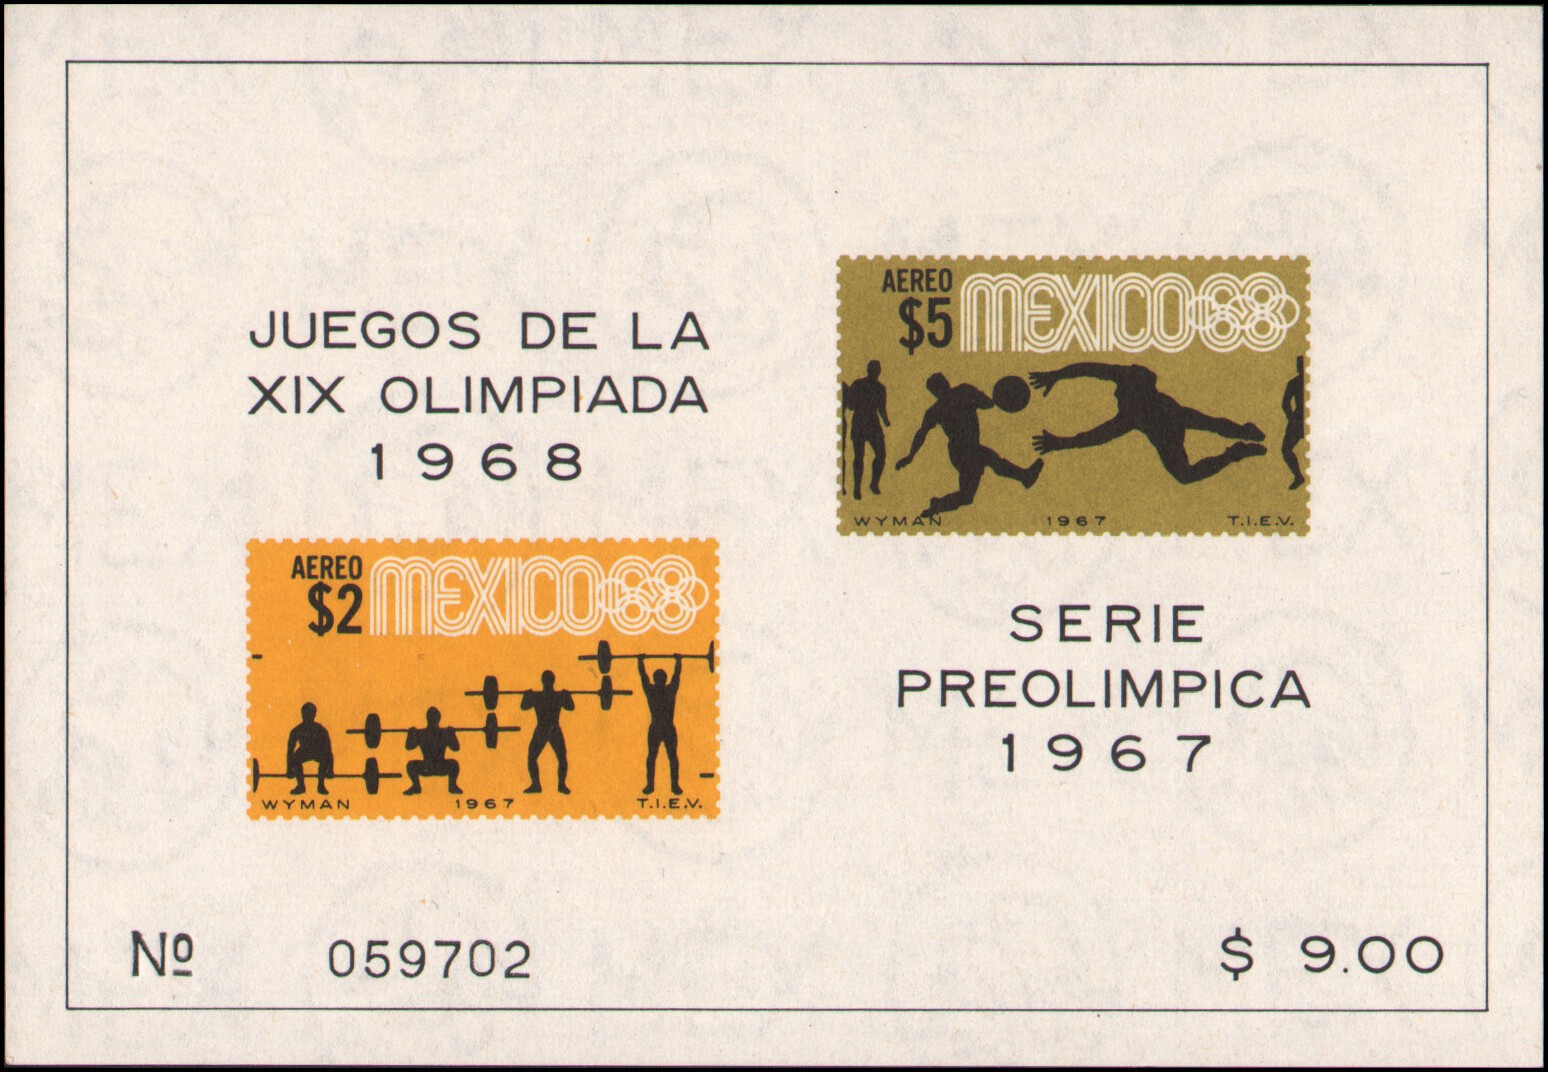 JUEGOS DE LA
XIX OLIMPIADA
1968
AEREO
$2
MEXICO68
WYMAN 1967 T.I.E.V.
AEREO
$5
MEXICO68
WYMAN 1967 T.I.E.V.
SERIE
PREOLIMPICA
1967
Nº 059702
$ 9.00